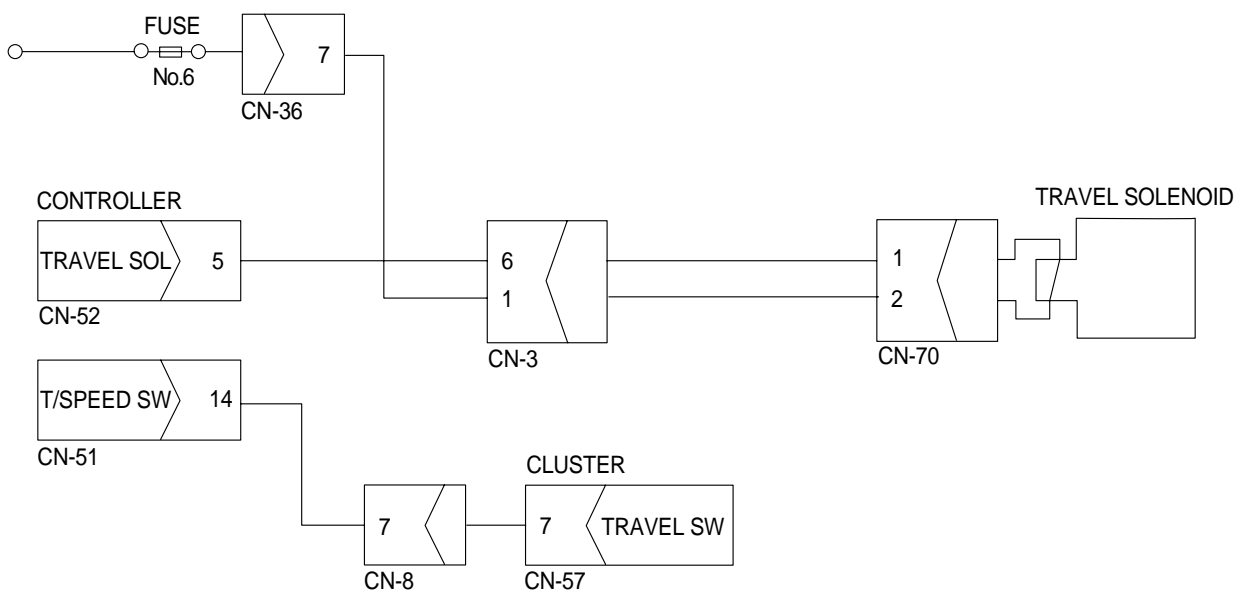 FUSE
No.6
7
CN-36
CONTROLLER
TRAVEL SOL 5
CN-52
6
1
CN-3
1
2
CN-70
TRAVEL SOLENOID
T/SPEED SW 14
CN-51
7
CN-8
CLUSTER
7 TRAVEL SW
CN-57